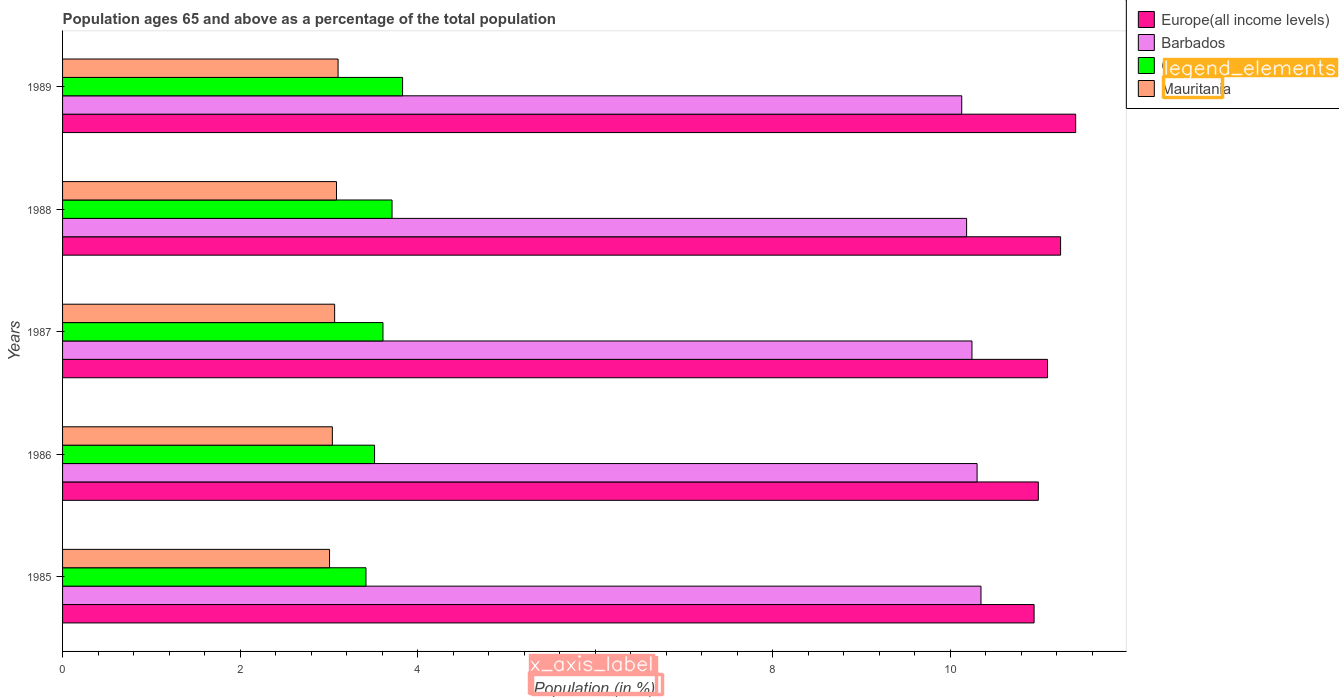 Population ages 65 and above as a percentage of the total population
Europe(all income levels)
Barbados
legend_elements
Mauritania
1989
1988
1987
1986
1985
Years
0 2 4 8 10
x_axis_label
Population (in %)